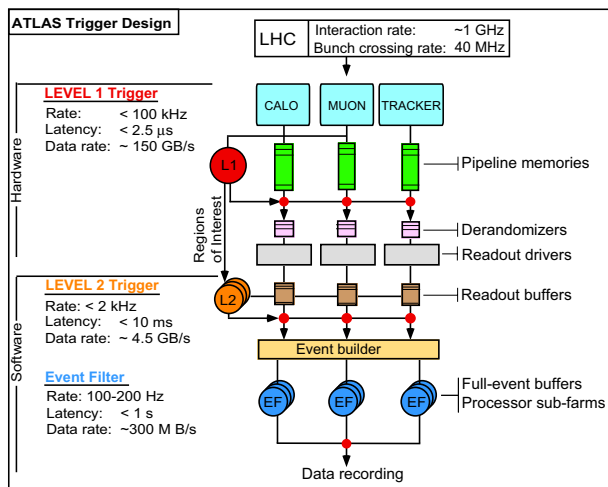 ATLAS Trigger Design
LHC
Interaction rate: ~1 GHz
Bunch crossing rate: 40 MHz
Hardware
LEVEL 1 Trigger
Rate: < 100 kHz
Latency: < 2.5 μs
Data rate: ~ 150 GB/s
CALO
MUON
TRACKER
L1
Pipeline memories
Regions
of Interest
Derandomizers
Readout drivers
Software
LEVEL 2 Trigger
Rate: < 2 kHz
Latency: < 10 ms
Data rate: ~ 4.5 GB/s
L2
Readout buffers
Event builder
Event Filter
Rate: 100-200 Hz
Latency: < 1 s
Data rate: ~300 M B/s
EF
EF
EF
Full-event buffers
Processor sub-farms
Data recording